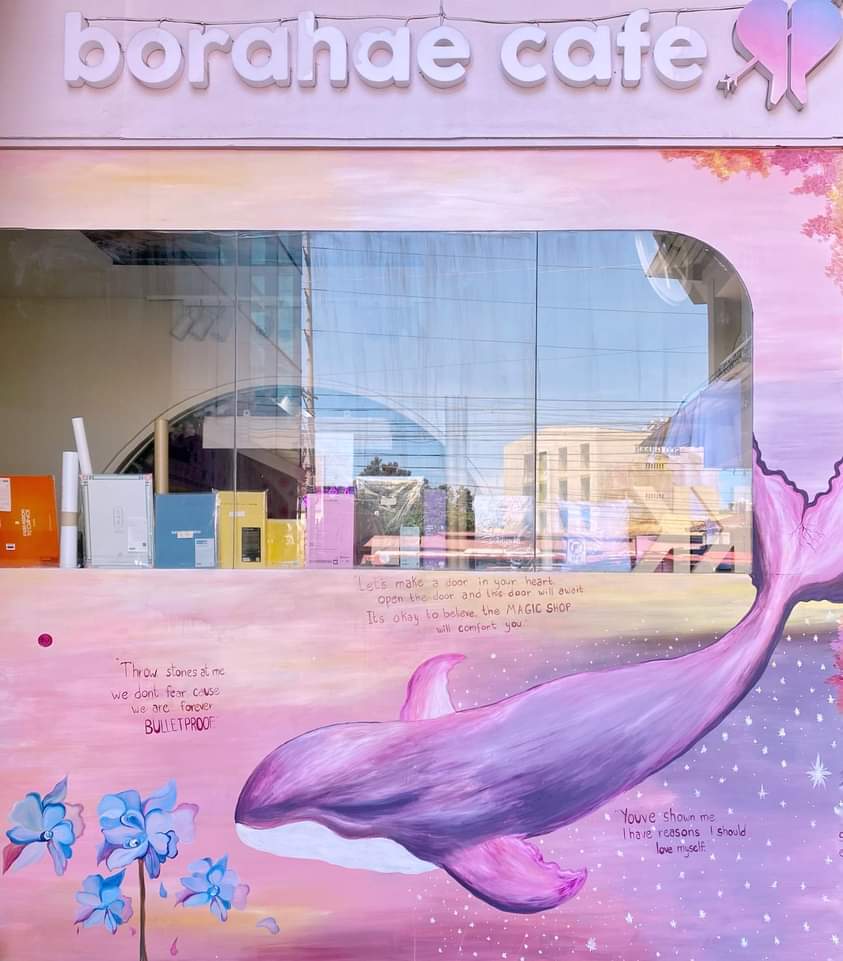 borahae cafe
"Let's make a door in your heart.
Open the door and this door will await
It's okay to believe, the MAGIC SHOP
will comfort you."
"Throw stones at me
we dont fear cause
we are forever
BULLETPROOF"
"Youve shown me
I have reasons I should
love myself."